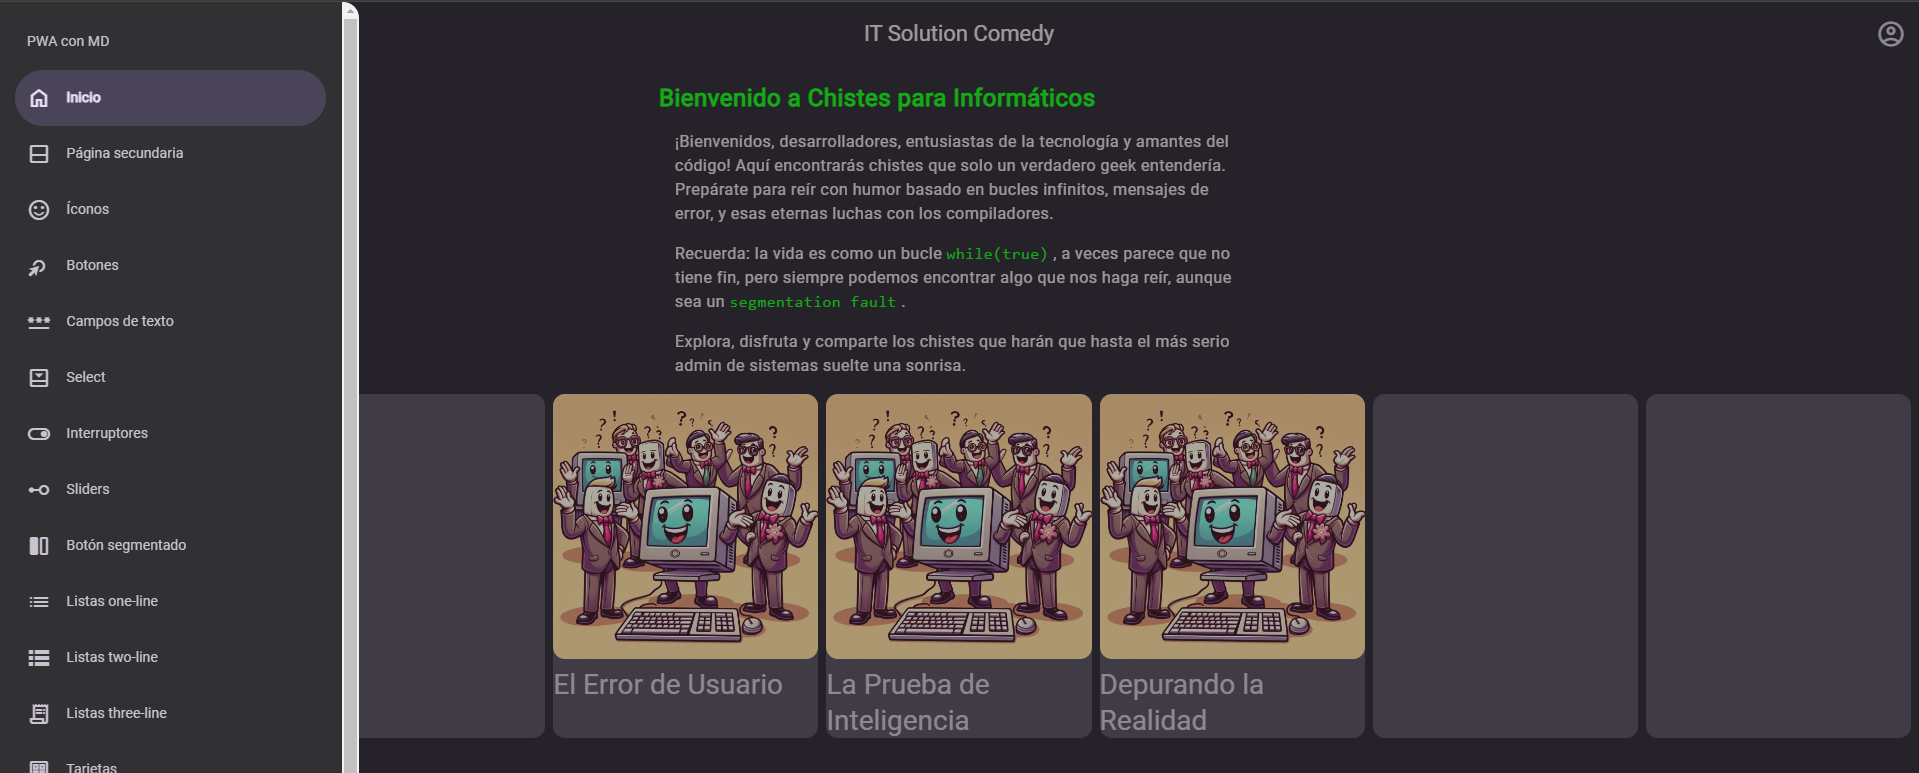 PWA con MD
Inicio
Página secundaria
Íconos
Botones
Campos de texto
Select
Interruptores
Sliders
Botón segmentado
Listas one-line
Listas two-line
Listas three-line
Tarjetas
IT Solution Comedy
Bienvenido a Chistes para Informáticos
¡Bienvenidos, desarrolladores, entusiastas de la tecnología y amantes del
código! Aquí encontrarás chistes que solo un verdadero geek entendería.
Prepárate para reír con humor basado en bucles infinitos, mensajes de
error, y esas eternas luchas con los compiladores.
Recuerda: la vida es como un bucle while(true) , a veces parece que no
tiene fin, pero siempre podemos encontrar algo que nos haga reír, aunque
sea un segmentation fault .
Explora, disfruta y comparte los chistes que harán que hasta el más serio
admin de sistemas suelte una sonrisa.
El Error de Usuario
La Prueba de
Inteligencia
Depurando la
Realidad